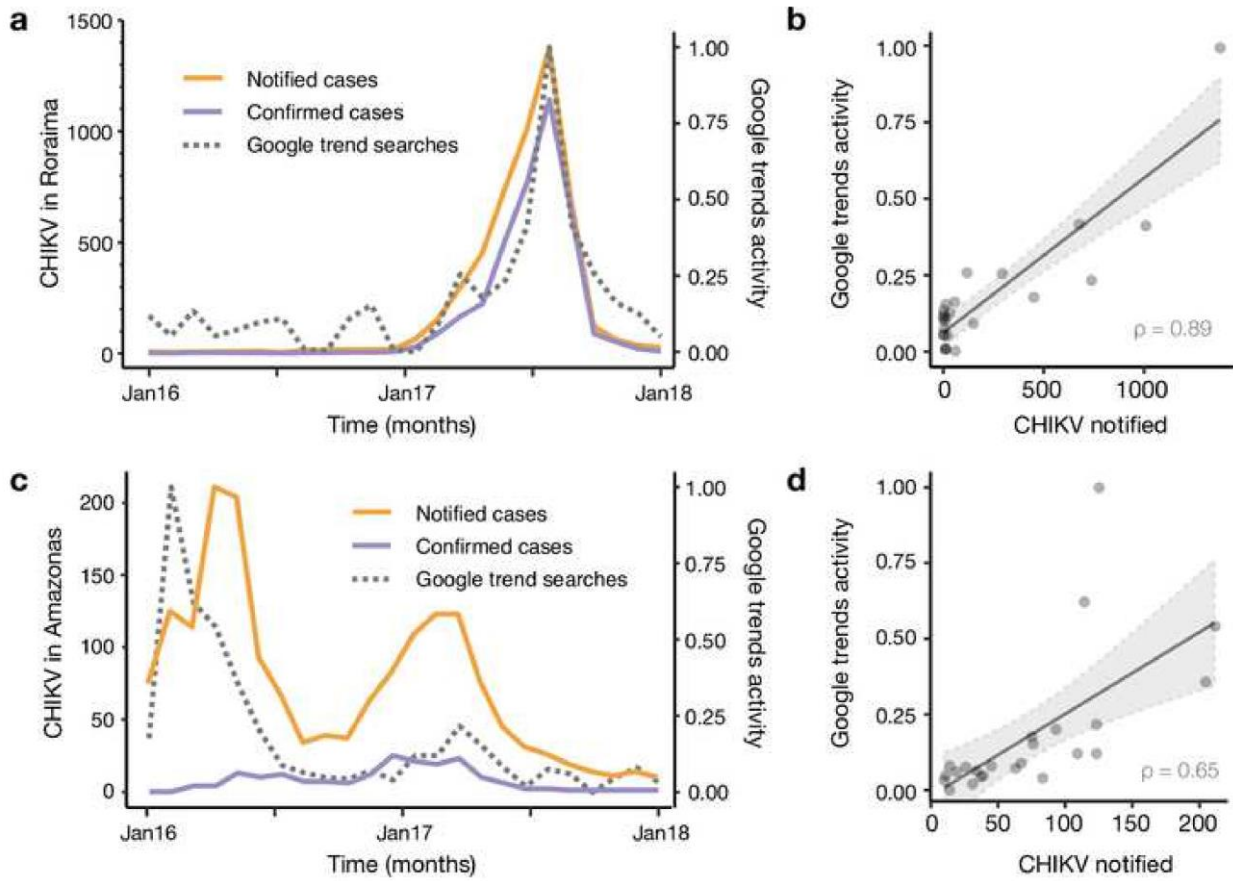 a
1500
1000
500
0
CHIKV in Roraima
Notified cases
Confirmed cases
Google trend searches
1.00
0.75
0.50
0.25
0.00
Google trends activity
Jan16
Jan17
Jan18
Time (months)
b
1.00
0.75
0.50
0.25
0.00
Google trends activity
ρ = 0.89
0
500
1000
CHIKV notified
c
200
150
100
50
0
CHIKV in Amazonas
Notified cases
Confirmed cases
Google trend searches
1.00
0.75
0.50
0.25
0.00
Google trends activity
Jan16
Jan17
Jan18
Time (months)
d
1.00
0.75
0.50
0.25
0.00
Google trends activity
ρ = 0.65
0
50
100
150
200
CHIKV notified